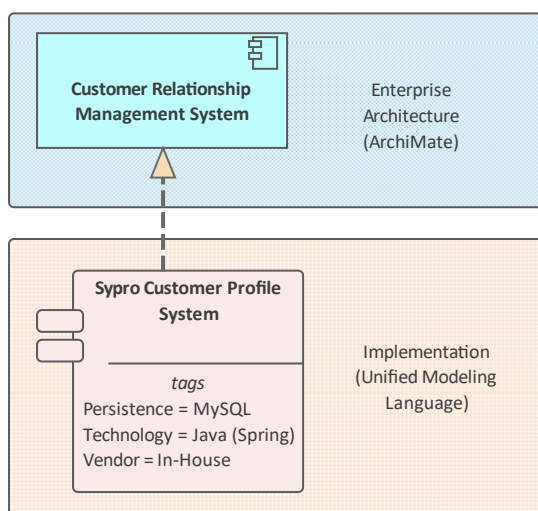 Customer Relationship
Management System
Enterprise
Architecture
(ArchiMate)
Sypro Customer Profile
System
tags
Persistence = MySQL
Technology = Java (Spring)
Vendor = In-House
Implementation
(Unified Modeling
Language)